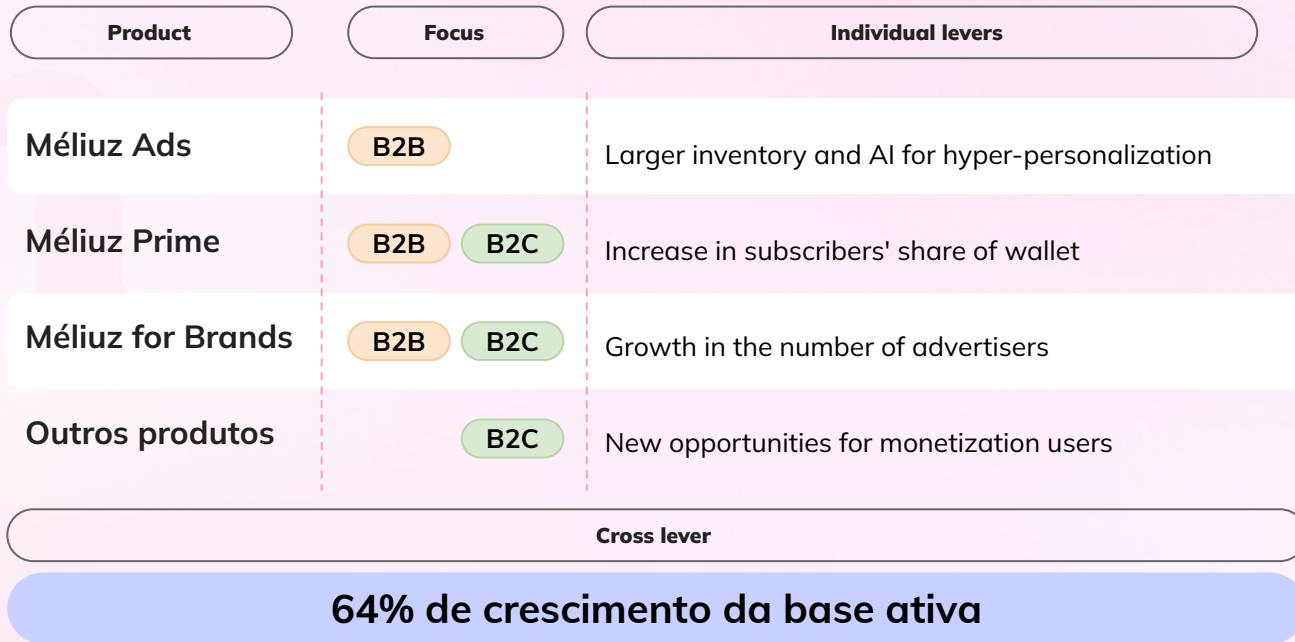 Product Focus Individual levers
Méliuz Ads B2B Larger inventory and AI for hyper-personalization
Méliuz Prime B2B B2C Increase in subscribers' share of wallet
Méliuz for Brands B2B B2C Growth in the number of advertisers
Outros produtos B2C New opportunities for monetization users
Cross lever
64% de crescimento da base ativa